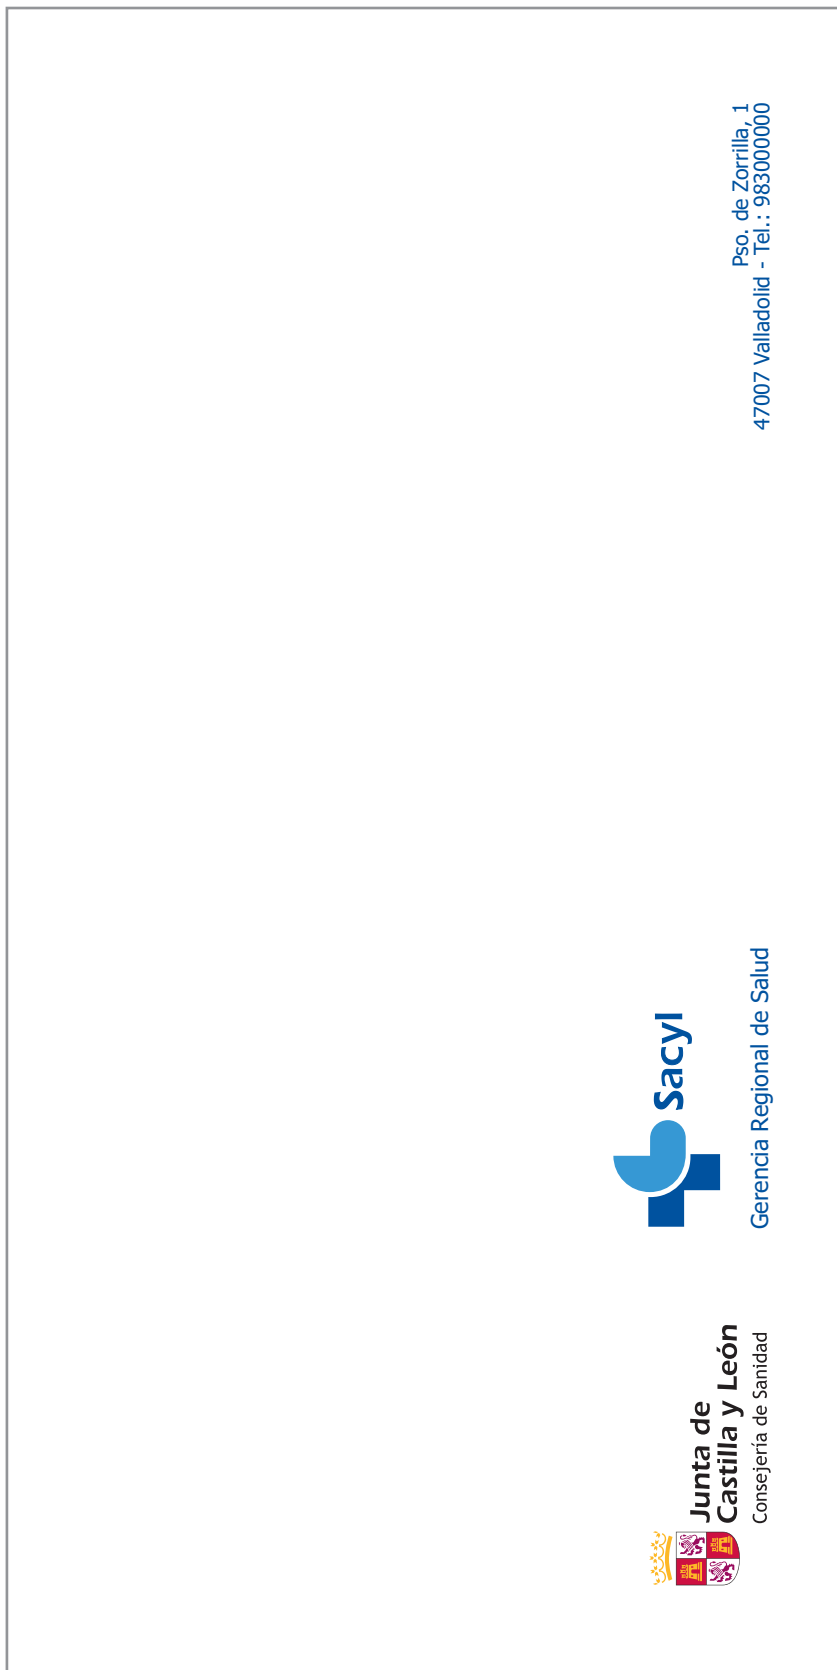 Junta de
Castilla y León
Consejería de Sanidad
Sacyl
Gerencia Regional de Salud
Pso. de Zorrilla, 1
47007 Valladolid - Tel.: 983000000